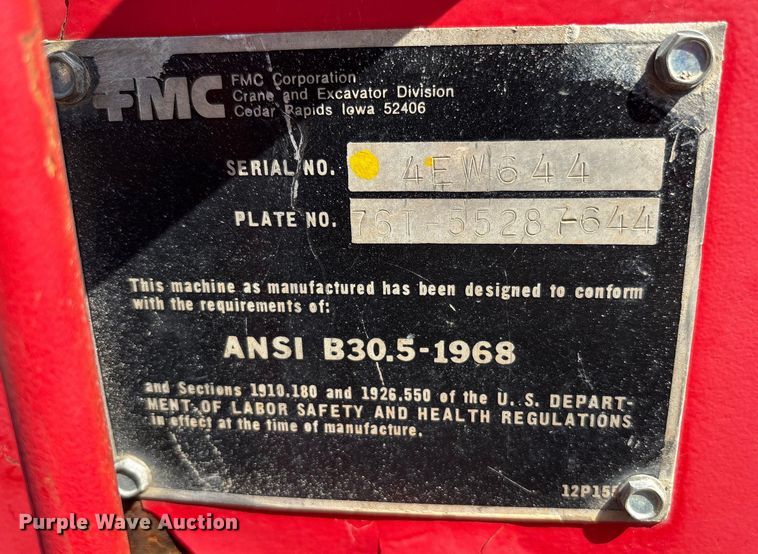 FMC
FMC Corporation
Crane and Excavator Division
Cedar Rapids Iowa 52406
SERIAL NO. 4EW644
PLATE NO. 76T-55287-644
This machine as manufactured has been designed to conform
with the requirements of:
ANSI B30.5-1968
and Sections 1910.180 and 1926.550 of the U. S. DEPART-
MENT OF LABOR SAFETY AND HEALTH REGULATIONS
in effect at the time of manufacture.
Purple Wave Auction